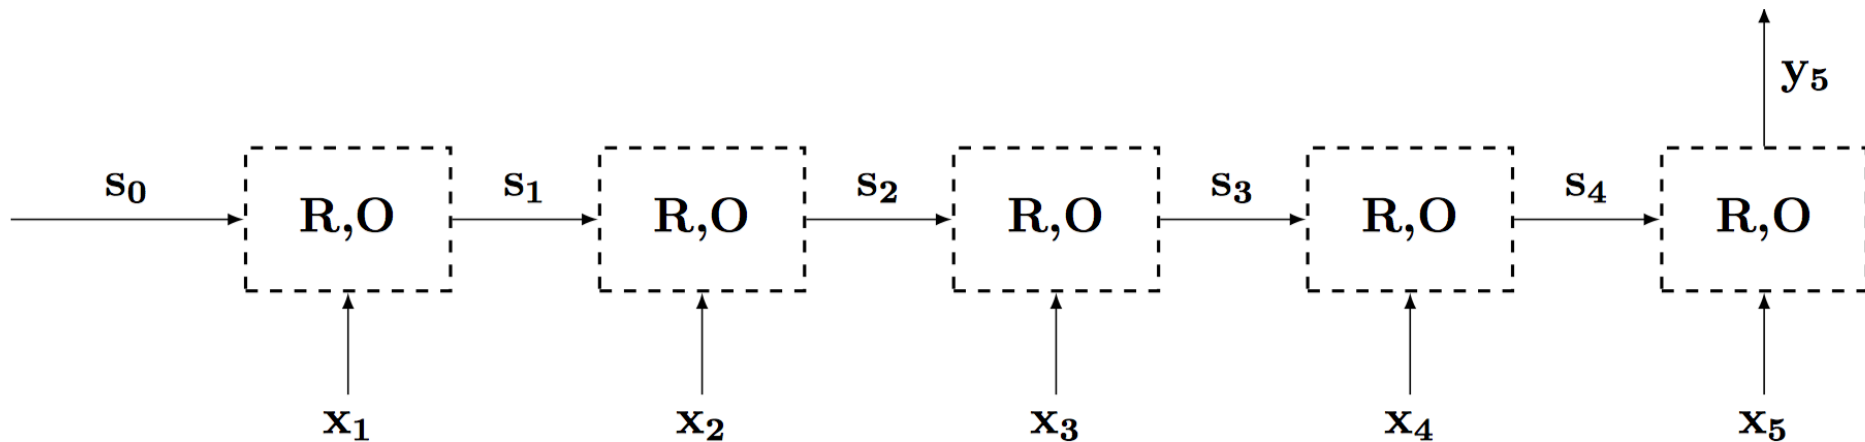 y₅
s₀ s₁ s₂ s₃ s₄
R,O R,O R,O R,O R,O
x₁ x₂ x₃ x₄ x₅